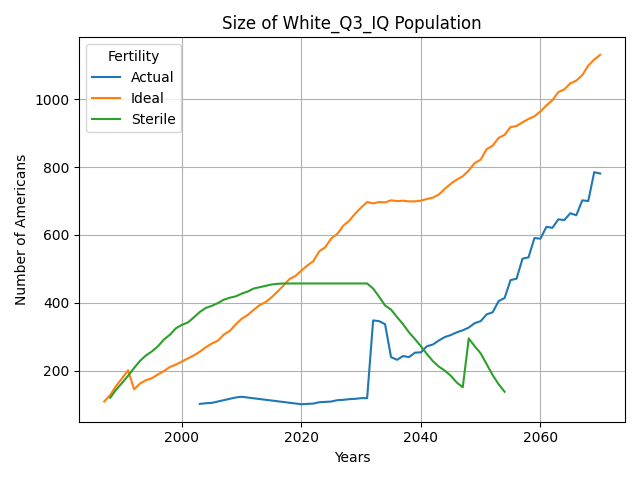 Size of White_Q3_IQ Population
Fertility
Actual
Ideal
Sterile
Number of Americans
1000
800
600
400
200
2000
2020
2040
2060
Years